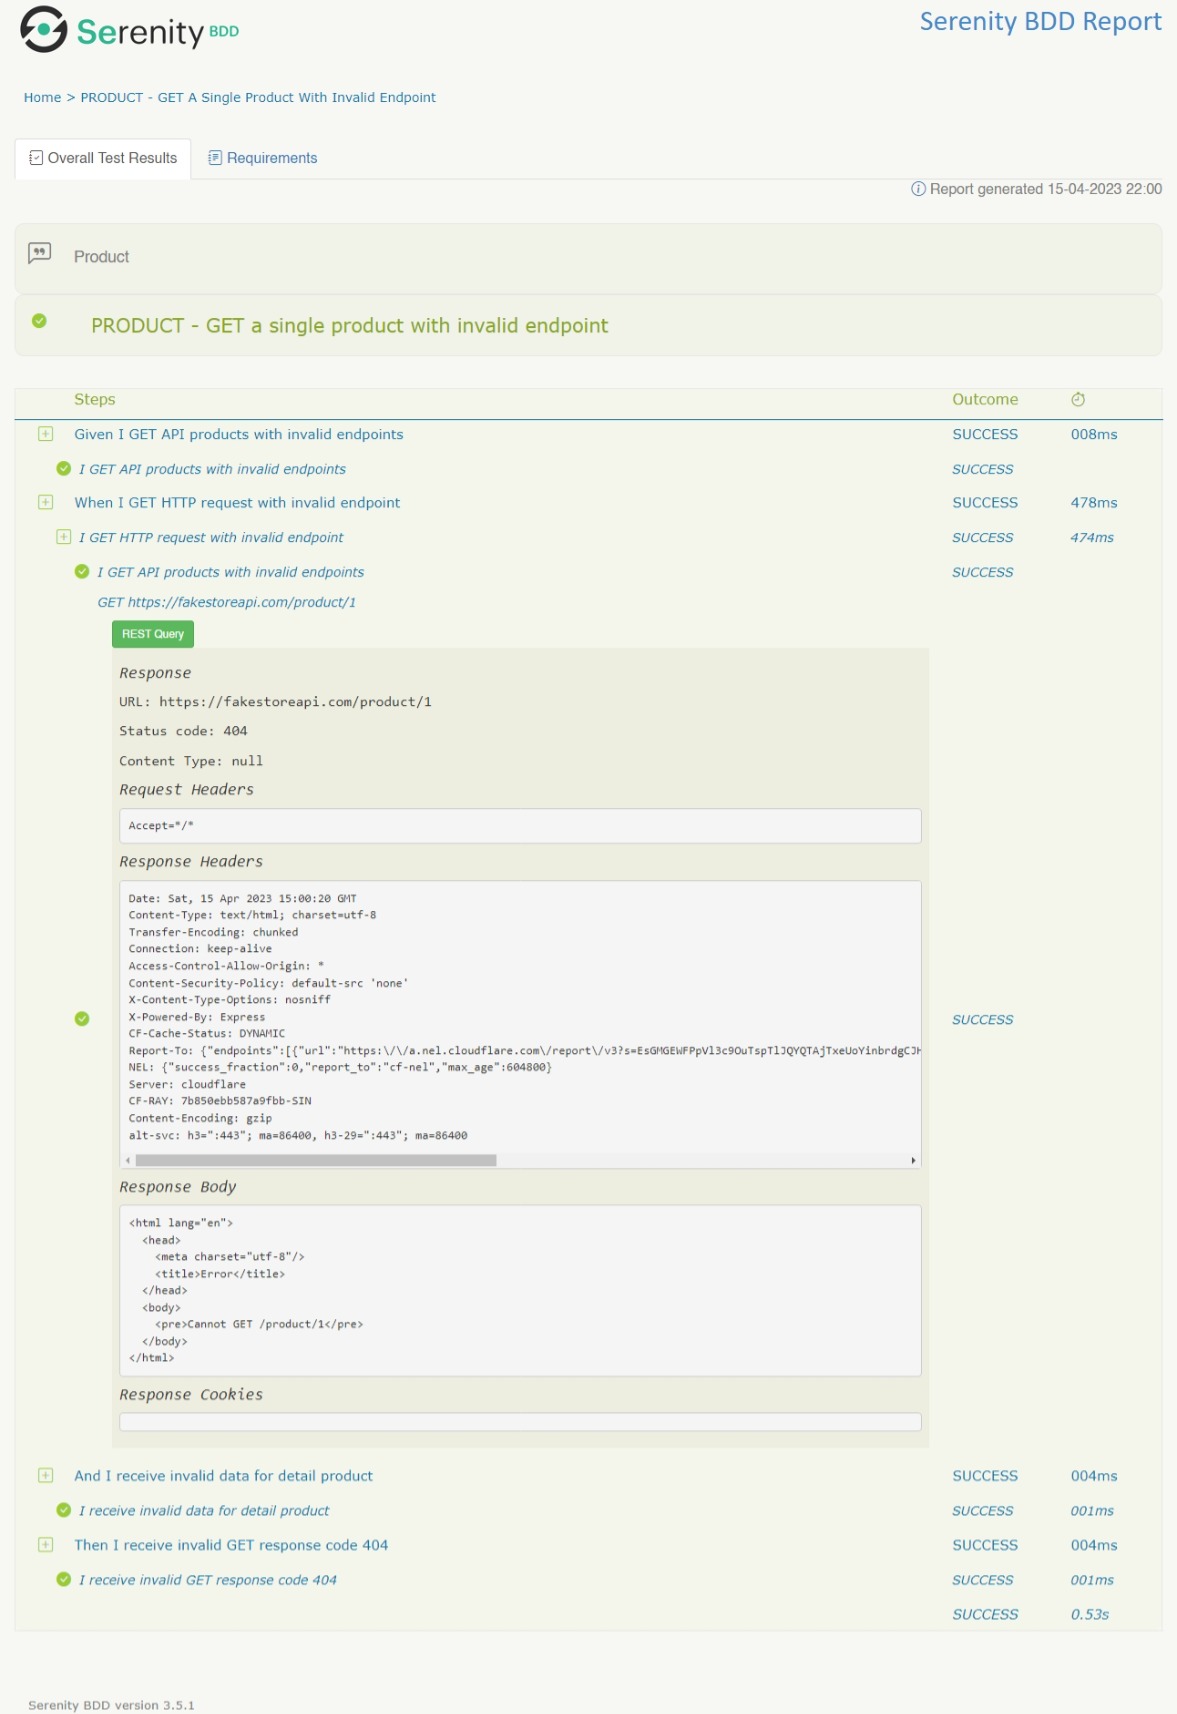 Serenity BDD
Serenity BDD Report
Home > PRODUCT - GET A Single Product With Invalid Endpoint
Overall Test Results Requirements
Report generated 15-04-2023 22:00
Product
PRODUCT - GET a single product with invalid endpoint
Steps Outcome
Given I GET API products with invalid endpoints SUCCESS 008ms
I GET API products with invalid endpoints SUCCESS
When I GET HTTP request with invalid endpoint SUCCESS 478ms
I GET HTTP request with invalid endpoint SUCCESS 474ms
I GET API products with invalid endpoints SUCCESS
GET https://fakestoreapi.com/product/1
REST Query
Response
URL: https://fakestoreapi.com/product/1
Status code: 404
Content Type: null
Request Headers
Accept=*/*
Response Headers
Date: Sat, 15 Apr 2023 15:00:20 GMT
Content-Type: text/html; charset=utf-8
Transfer-Encoding: chunked
Connection: keep-alive
Access-Control-Allow-Origin: *
Content-Security-Policy: default-src 'none'
X-Content-Type-Options: nosniff
X-Powered-By: Express
SUCCESS
CF-Cache-Status: DYNAMIC
Report-To: {"endpoints":[{"url":"https:\/\/a.nel.cloudflare.com\/report\/v3?s=
NEL: {"success_fraction":0,"report_to":"cf-nel","max_age":604800}
Server: cloudflare
CF-RAY: 7b850ebb587a9fbb-SIN
Content-Encoding: gzip
alt-svc: h3=":443"; ma=86400, h3-29=":443"; ma=86400
Response Body
<html lang="en">
<head>
<meta charset="utf-8"/>
<title>Error</title>
</head>
<body>
<pre>Cannot GET /product/1</pre>
</body>
</html>
Response Cookies
And I receive invalid data for detail product SUCCESS 004ms
I receive invalid data for detail product SUCCESS 001ms
Then I receive invalid GET response code 404 SUCCESS 004ms
I receive invalid GET response code 404 SUCCESS 001ms
SUCCESS 0.53s
Serenity BDD version 3.5.1